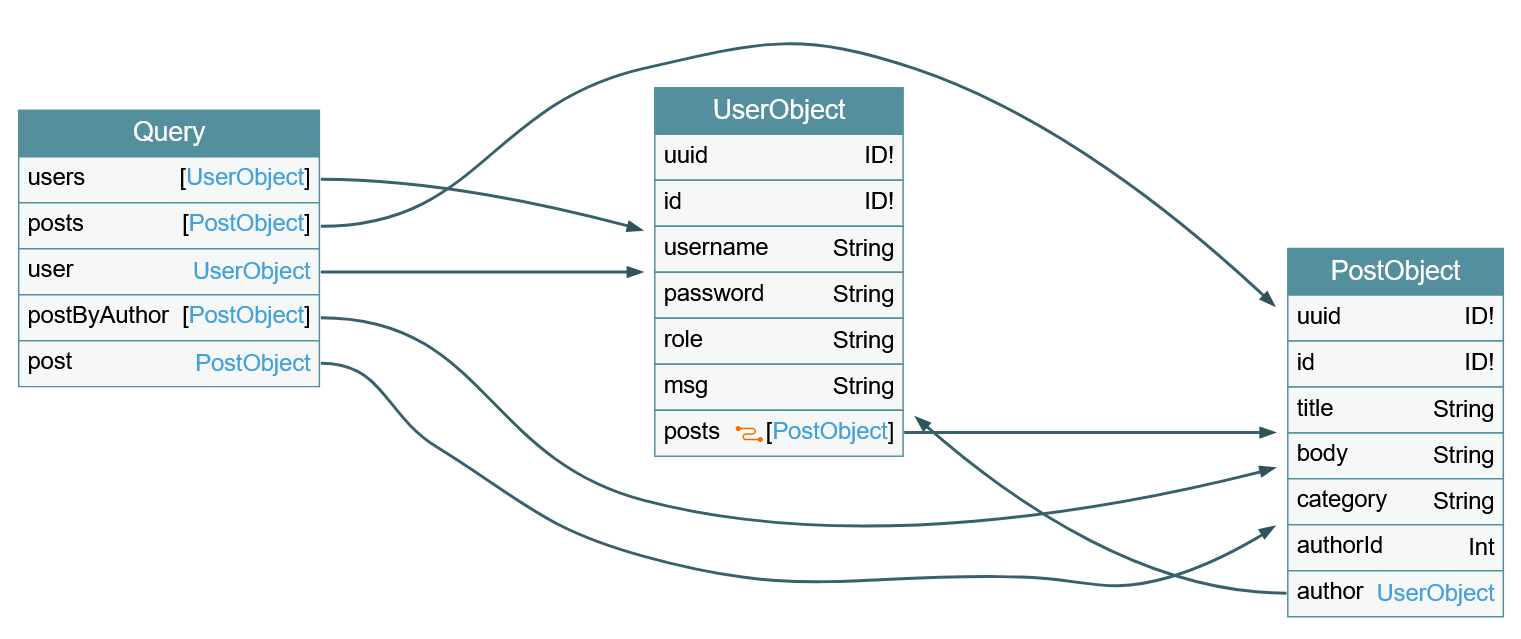 Query
users [UserObject]
posts [PostObject]
user UserObject
postByAuthor [PostObject]
post PostObject
UserObject
uuid ID!
id ID!
username String
password String
role String
msg String
posts [PostObject]
PostObject
uuid ID!
id ID!
title String
body String
category String
authorId Int
author UserObject